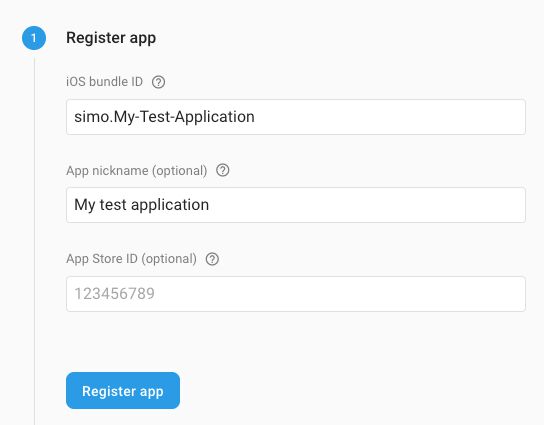 1 Register app
iOS bundle ID ?
simo.My-Test-Application
App nickname (optional) ?
My test application
App Store ID (optional) ?
123456789
Register app